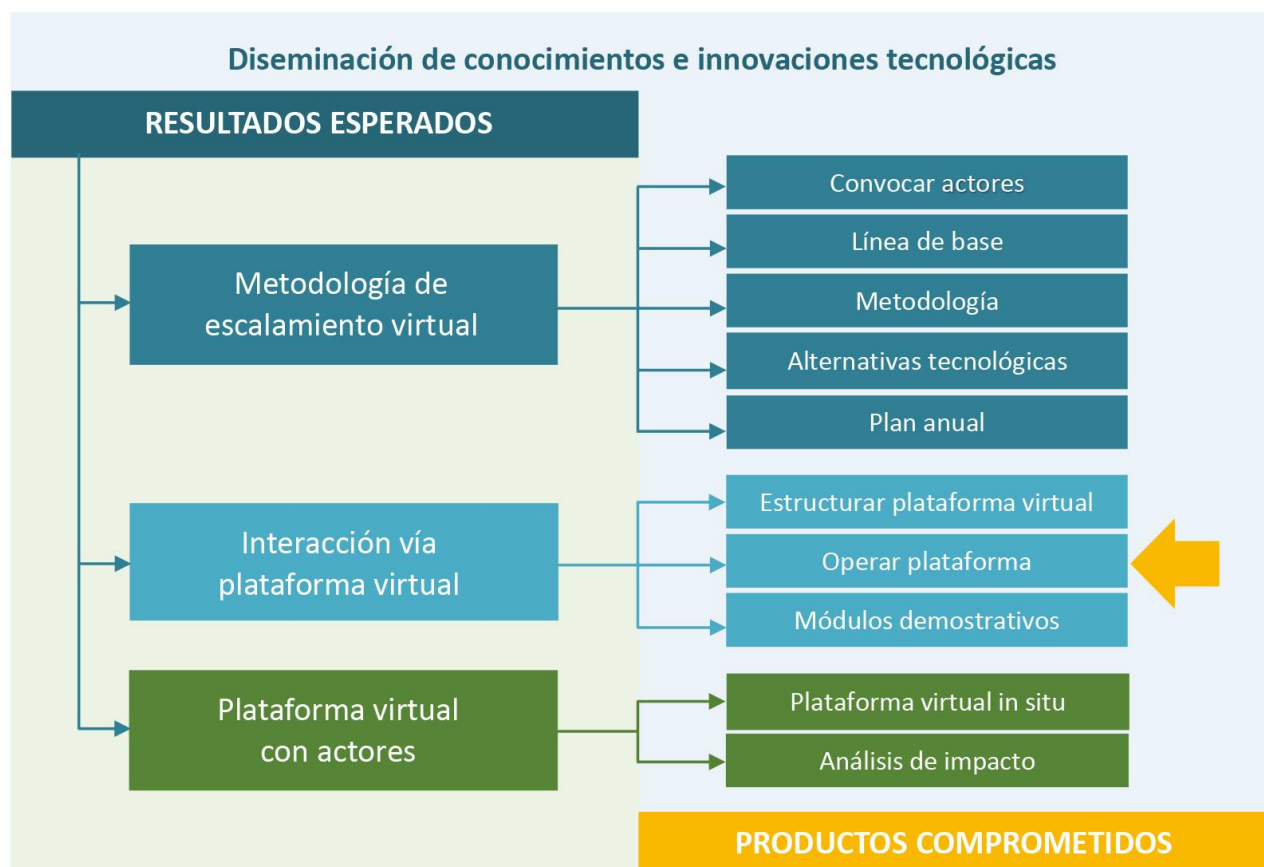 Diseminación de conocimientos e innovaciones tecnológicas
RESULTADOS ESPERADOS
Metodología de
escalamiento virtual
Convocar actores
Línea de base
Metodología
Alternativas tecnológicas
Plan anual
Interacción vía
plataforma virtual
Estructurar plataforma virtual
Operar plataforma
Módulos demostrativos
Plataforma virtual
con actores
Plataforma virtual in situ
Análisis de impacto
PRODUCTOS COMPROMETIDOS